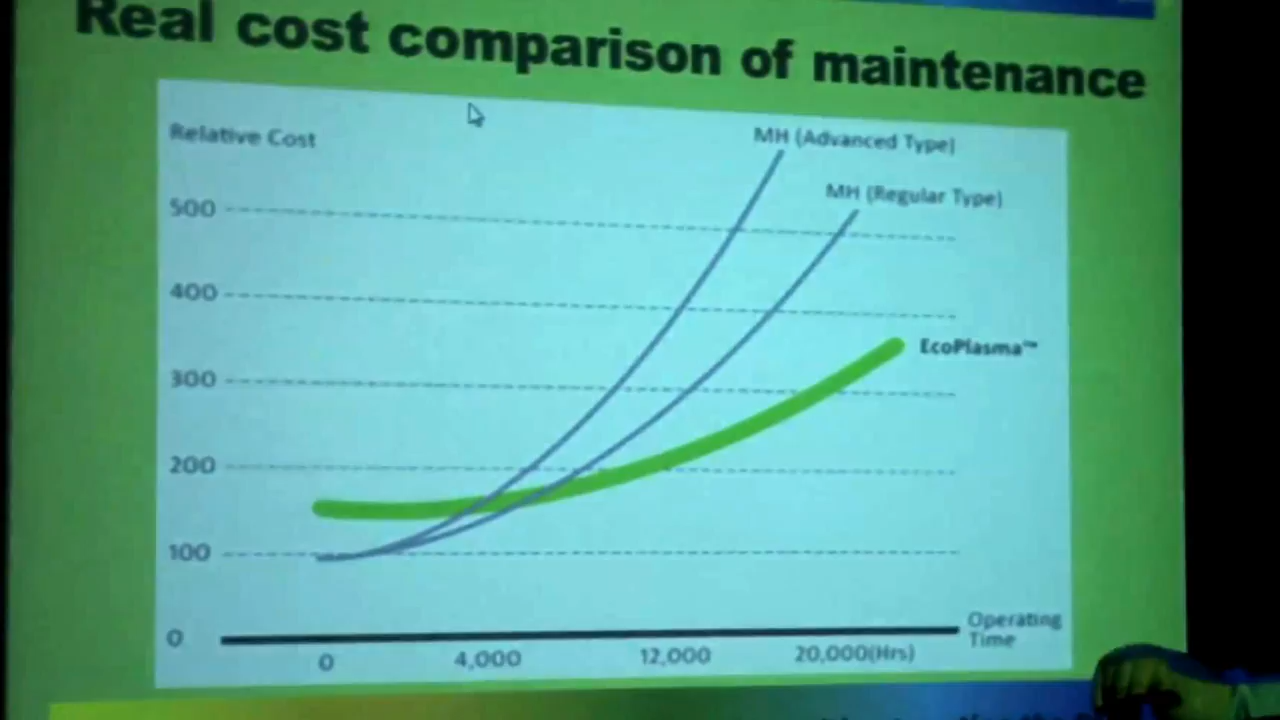 Real cost comparison of maintenance
Relative Cost
MH (Advanced Type)
MH (Regular Type)
500
400
EcoPlasma™
300
200
100
0
Operating
Time
0
4,000
12,000
20,000(Hrs)